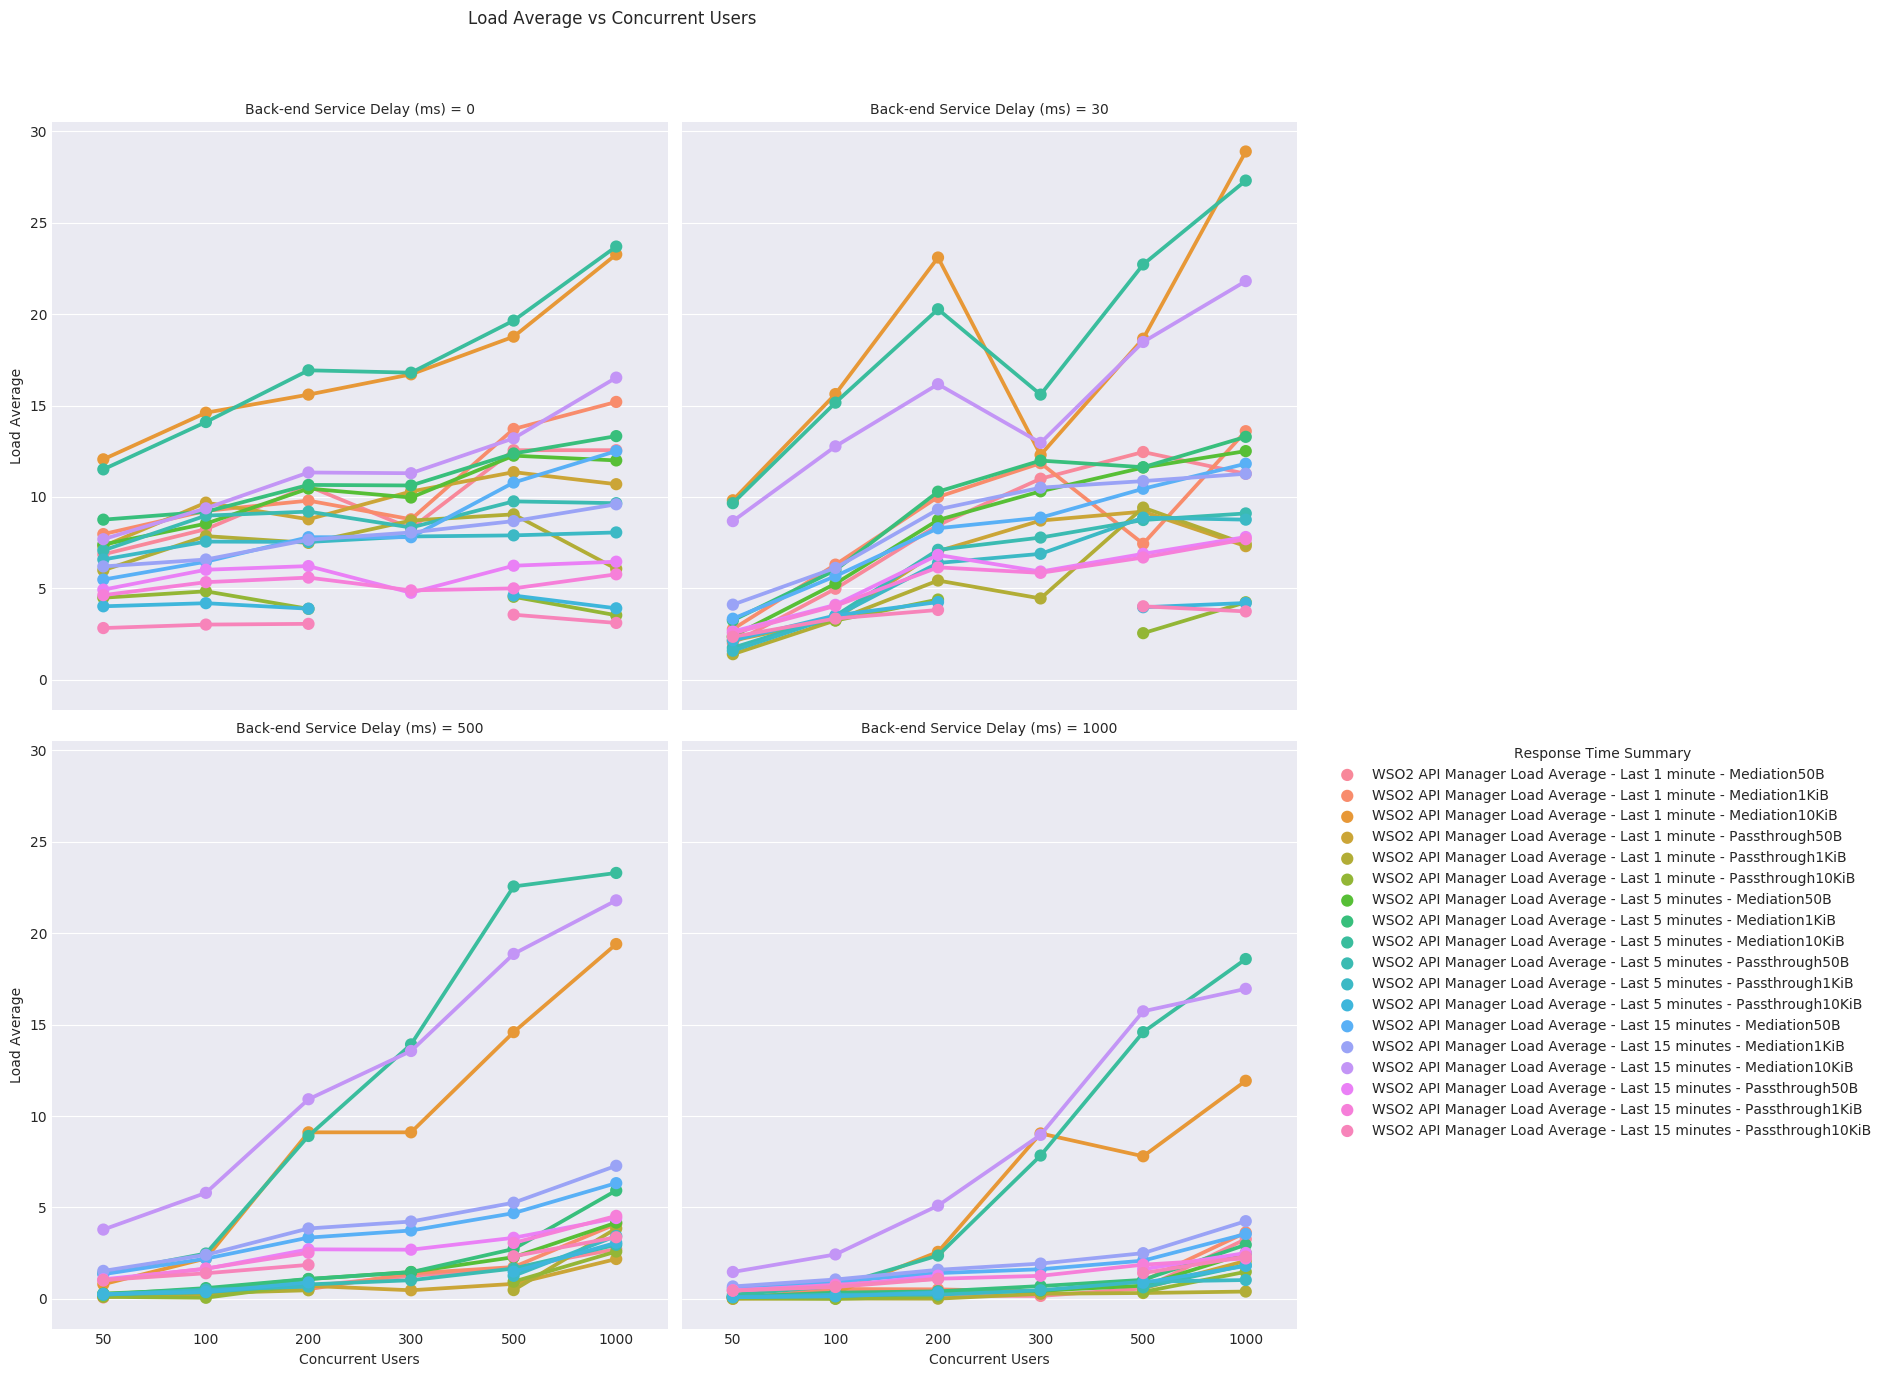 Load Average vs Concurrent Users
Back-end Service Delay (ms) = 0
Back-end Service Delay (ms) = 30
30
25
20
15
10
5
0
Load Average
Back-end Service Delay (ms) = 500
Back-end Service Delay (ms) = 1000
30
25
20
15
10
5
0
Load Average
50 100 200 300 500 1000
Concurrent Users
50 100 200 300 500 1000
Concurrent Users
Response Time Summary
WSO2 API Manager Load Average - Last 1 minute - Mediation50B
WSO2 API Manager Load Average - Last 1 minute - Mediation1KiB
WSO2 API Manager Load Average - Last 1 minute - Mediation10KiB
WSO2 API Manager Load Average - Last 1 minute - Passthrough50B
WSO2 API Manager Load Average - Last 1 minute - Passthrough1KiB
WSO2 API Manager Load Average - Last 1 minute - Passthrough10KiB
WSO2 API Manager Load Average - Last 5 minutes - Mediation50B
WSO2 API Manager Load Average - Last 5 minutes - Mediation1KiB
WSO2 API Manager Load Average - Last 5 minutes - Mediation10KiB
WSO2 API Manager Load Average - Last 5 minutes - Passthrough50B
WSO2 API Manager Load Average - Last 5 minutes - Passthrough1KiB
WSO2 API Manager Load Average - Last 5 minutes - Passthrough10KiB
WSO2 API Manager Load Average - Last 15 minutes - Mediation50B
WSO2 API Manager Load Average - Last 15 minutes - Mediation1KiB
WSO2 API Manager Load Average - Last 15 minutes - Mediation10KiB
WSO2 API Manager Load Average - Last 15 minutes - Passthrough50B
WSO2 API Manager Load Average - Last 15 minutes - Passthrough1KiB
WSO2 API Manager Load Average - Last 15 minutes - Passthrough10KiB